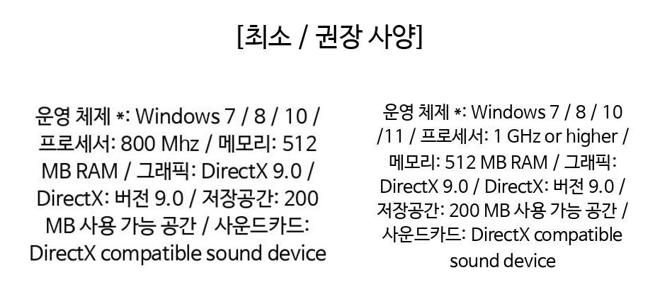 [최소 / 권장 사양]
운영 체제 *: Windows 7 / 8 / 10 /
프로세서: 800 Mhz / 메모리: 512
MB RAM / 그래픽: DirectX 9.0 /
DirectX: 버전 9.0 / 저장공간: 200
MB 사용 가능 공간 / 사운드카드:
DirectX compatible sound device
운영 체제 *: Windows 7 / 8 / 10
/11 / 프로세서: 1 GHz or higher /
메모리: 512 MB RAM / 그래픽:
DirectX 9.0 / DirectX: 버전 9.0 /
저장공간: 200 MB 사용 가능 공간 /
사운드카드: DirectX compatible
sound device